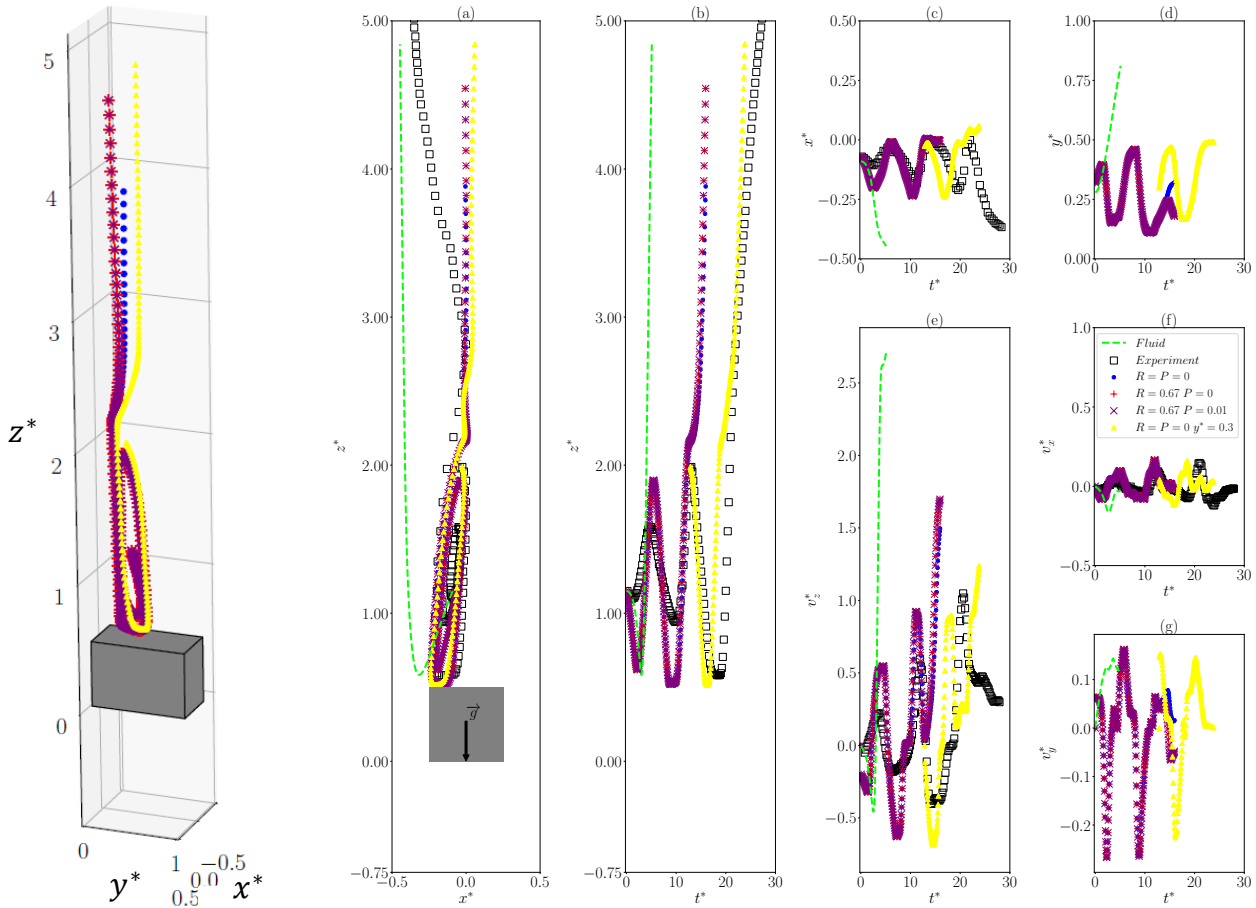 5
4
3
z*
2
1
0
0
1
0.5
0.0
−0.5
y*
x*
(a)
5.00
4.00
3.00
z*
2.00
1.00
0.00
−0.75
g
−0.5
0.0
0.5
x*
(b)
5.00
4.00
3.00
z*
2.00
1.00
0.00
−0.75
0
10
20
30
t*
(c)
0.50
0.25
x*
0.00
−0.25
−0.50
0
10
20
30
t*
(d)
1.00
0.75
y*
0.50
0.25
0.00
0
10
20
30
t*
(e)
2.5
2.0
1.5
1.0
v_z*
0.5
0.0
−0.5
0
10
20
30
t*
(f)
1.0
Fluid
Experiment
R = P = 0
R = 0.67 P = 0
R = 0.67 P = 0.01
R = P = 0 y* = 0.3
0.5
v_x*
0.0
−0.5
0
10
20
30
t*
(g)
0.1
0.0
v_y*
−0.1
−0.2
0
10
20
30
t*